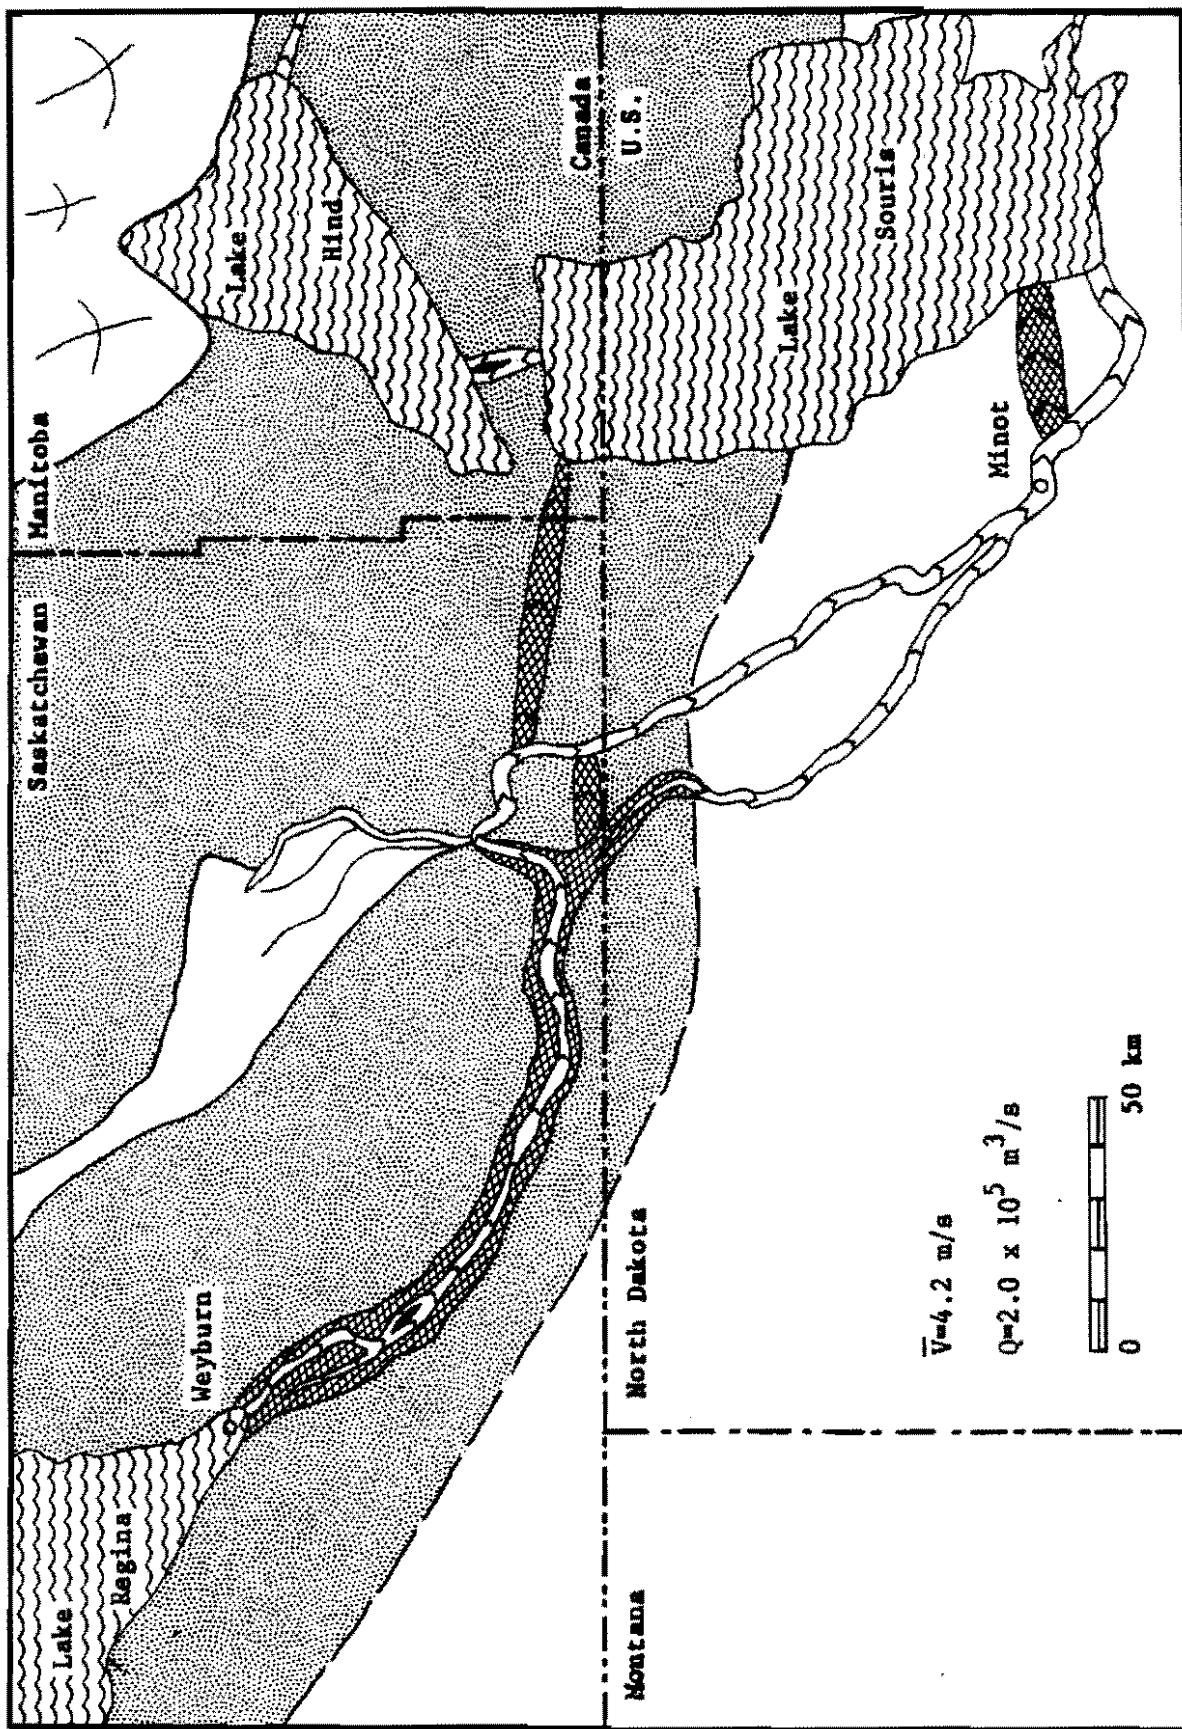 Saskatchewan
Manitoba
Lake
Regina
Weyburn
Lake
Hind
Canada
U.S.
Montana
North Dakota
Lake
Souris
V̅=4.2 m/s
Minot
Q=2.0 x 10⁵ m³/s
0 50 km